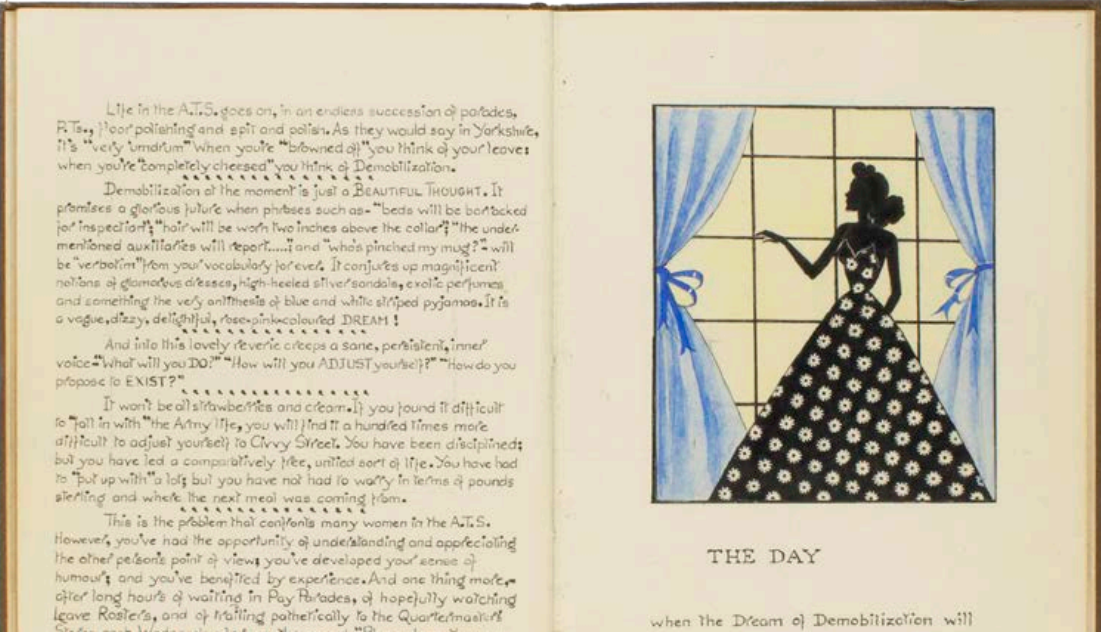 Life in the A.T.S. goes on, in an endless succession of parades,
P.Ts., floor polishing and spit and polish. As they would say in Yorkshire,
it's "very 'umdrum" When you're "browned off" you think of your leave:
when you're "completely cheesed" you think of Demobilization.
Demobilization at the moment is just a BEAUTIFUL THOUGHT. It
promises a glorious future when phrases such as- "beds will be barracked
for inspection"; "hair will be worn two inches above the collar"; "the under-
mentioned auxiliaries will report....."; and "who's pinched my mug?"- will
be "verboten" from your vocabulary for ever. It conjures up magnificent
notions of glamorous dresses, high-heeled silver sandals, exotic perfumes
and something the very antithesis of blue and white striped pyjamas. It is
a vague, dizzy, delightful, rose-pink-coloured DREAM !
And into this lovely reverie creeps a sane, persistent, inner
voice-"What will you DO?" "How will you ADJUST yourself?" "How do you
propose to EXIST?"
It won't be all strawberries and cream. If you found it difficult
to "fall in with" the Army life, you will find it a hundred times more
difficult to adjust yourself to Civvy Street. You have been disciplined;
but you have led a comparatively free, untied sort of life. You have had
to "put up with" a lot; but you have not had to worry in terms of pounds
sterling and where the next meal was coming from.
This is the problem that confronts many women in the A.T.S.
However, you've had the opportunity of understanding and appreciating
the other person's point of view; you've developed your sense of
humour; and you've benefited by experience. And one thing more,-
after long hours of waiting in Pay Parades, of hopefully watching
Leave Rosters, and of trailing pathetically to the Quartermaster's
THE DAY
when the Dream of Demobilization will